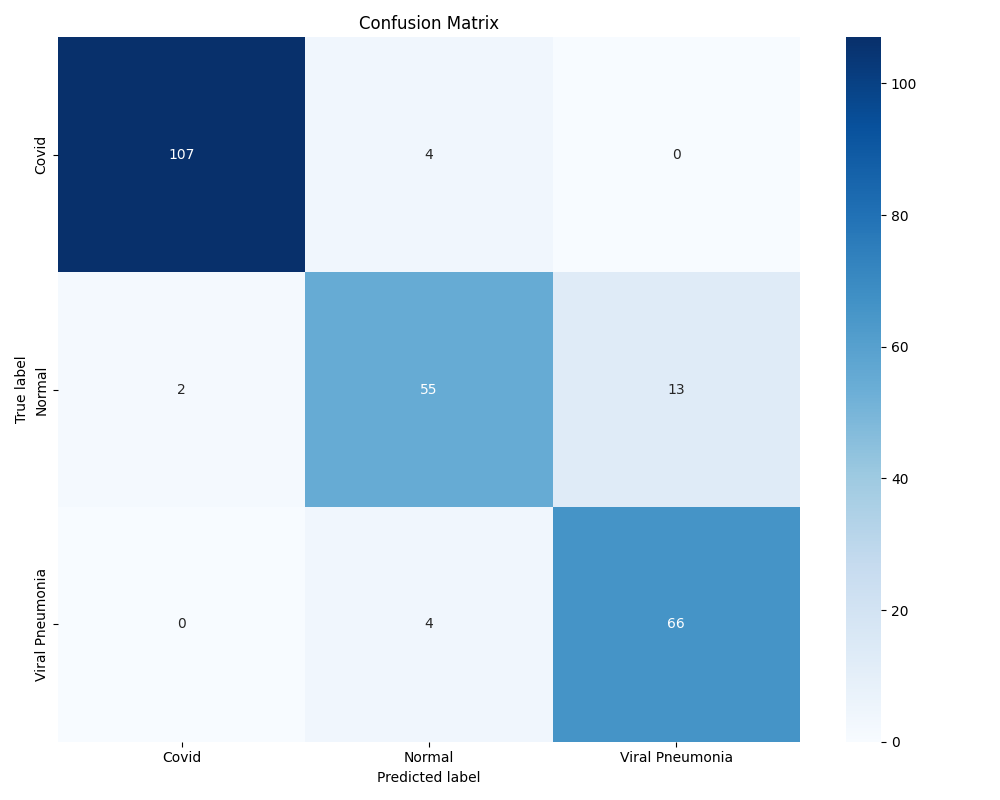 Confusion Matrix
True label
Covid
107
4
0
Normal
2
55
13
Viral Pneumonia
0
4
66
Covid
Normal
Viral Pneumonia
Predicted label
100
80
60
40
20
0